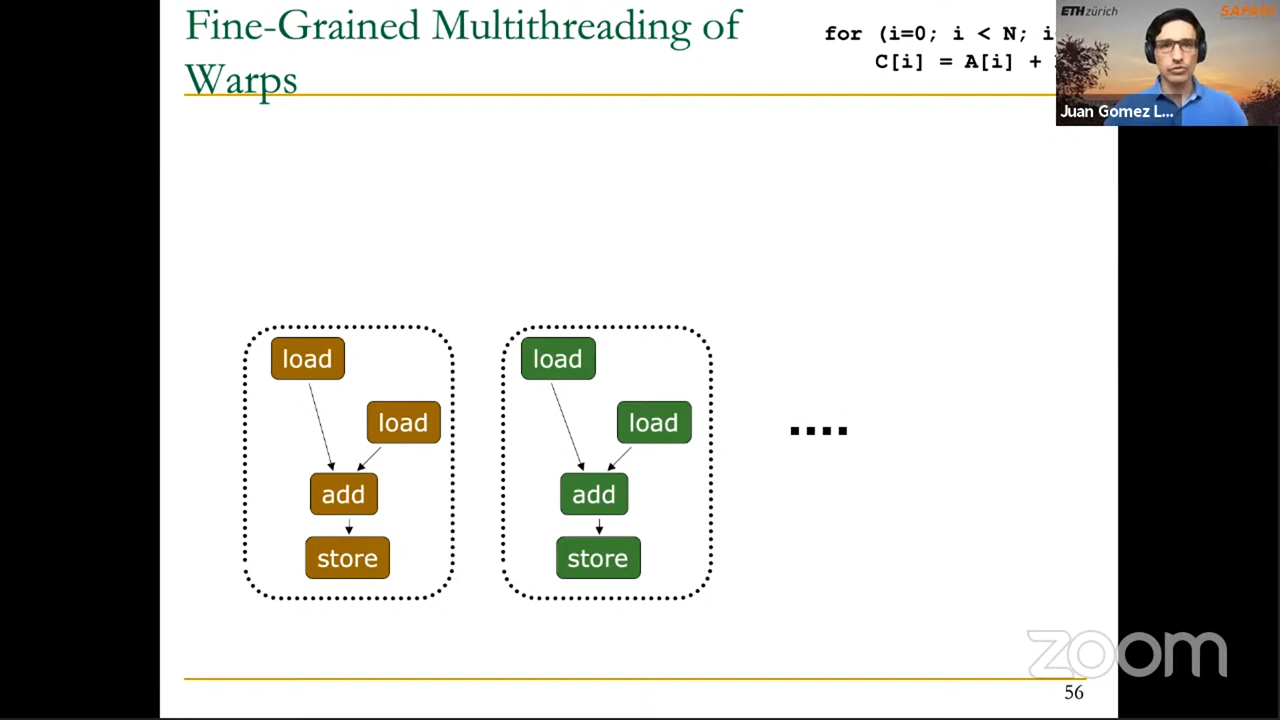 Fine-Grained Multithreading of
Warps
for (i=0; i < N; i
C[i] = A[i] +
ETH zürich
SAFARI
Juan Gomez L...
load
load
load
load
....
add
add
store
store
zoom
56